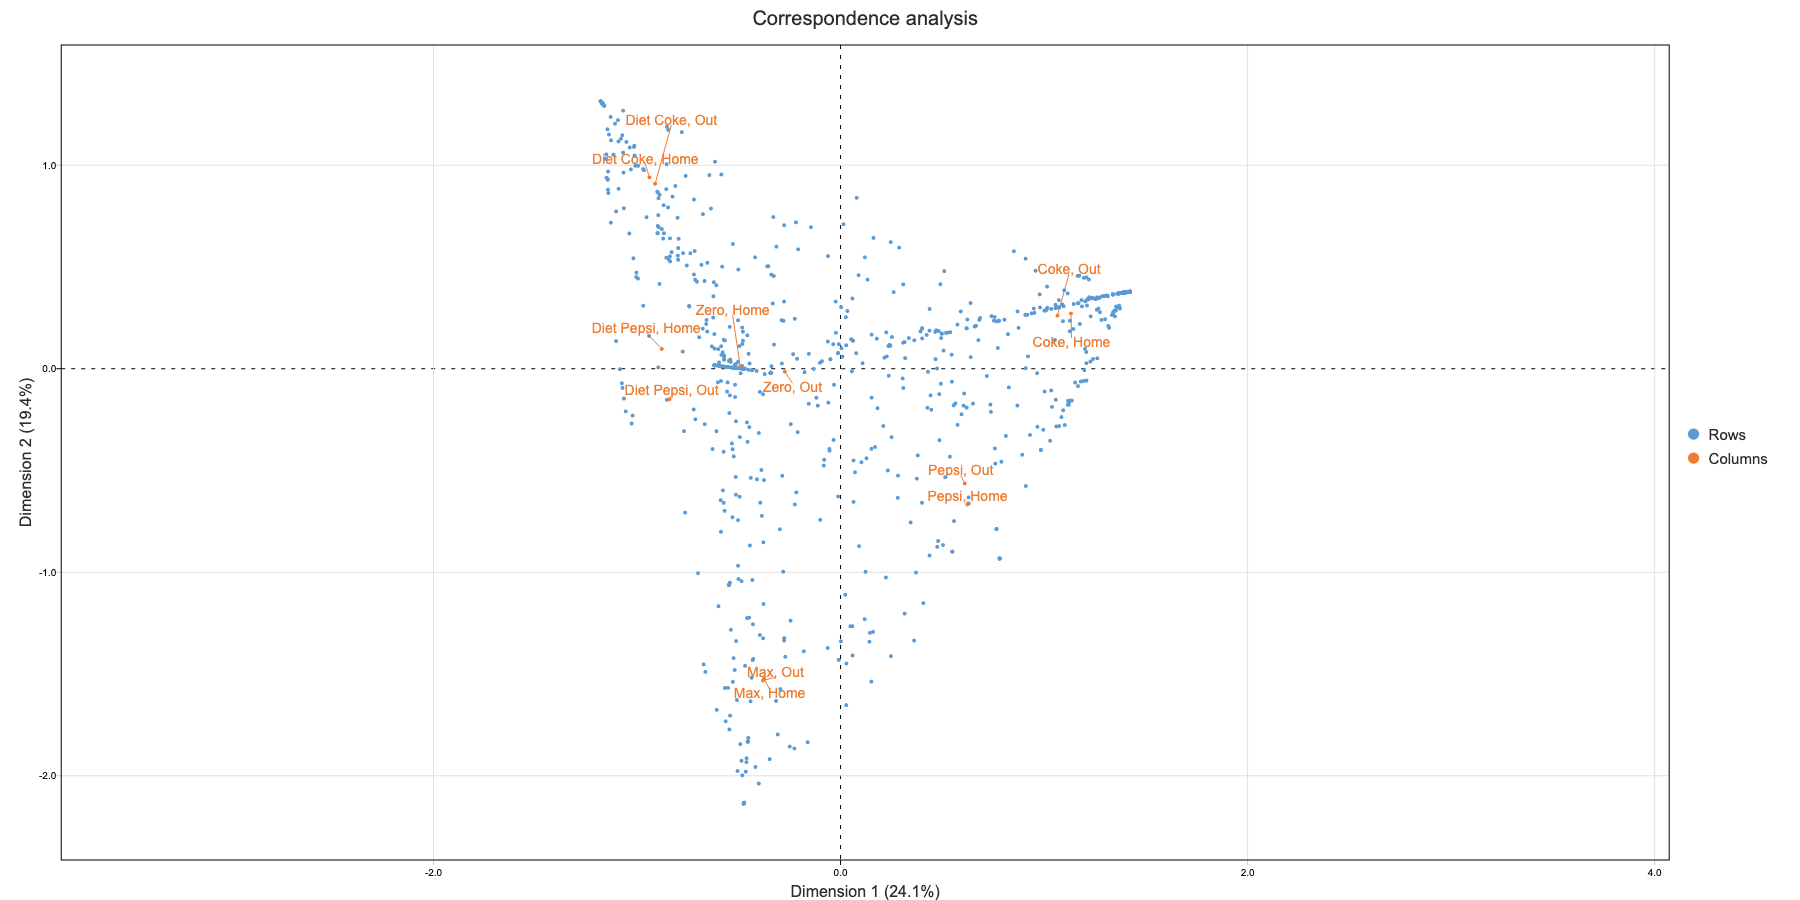 Correspondence analysis
Diet Coke, Out
Diet Coke, Home
1.0
Coke, Out
Zero, Home
Diet Pepsi, Home
Coke, Home
0.0
Zero, Out
Diet Pepsi, Out
Rows
Columns
Pepsi, Out
Pepsi, Home
Dimension 2 (19.4%)
-1.0
Max, Out
Max, Home
-2.0
-2.0 0.0 2.0 4.0
Dimension 1 (24.1%)